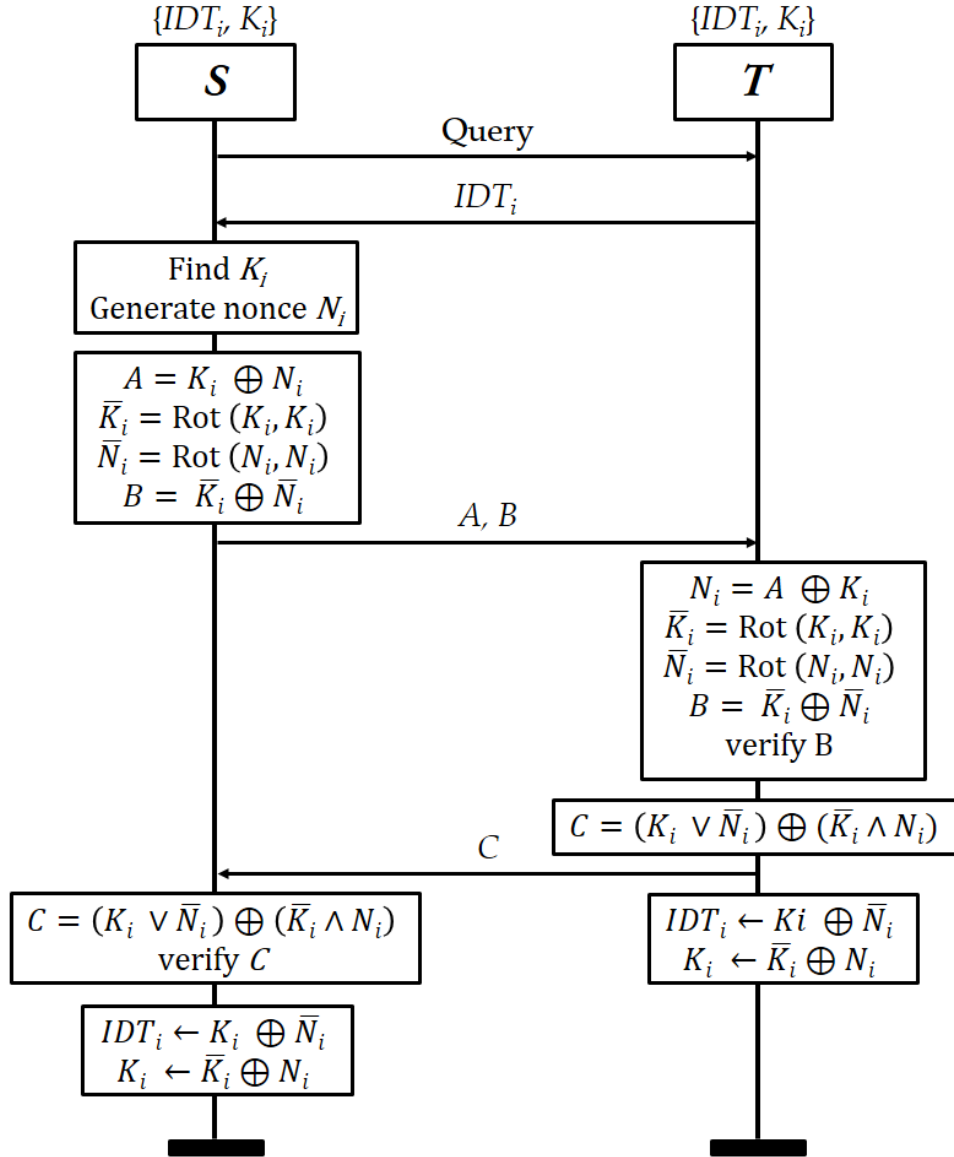 {IDTᵢ, Kᵢ}
{IDTᵢ, Kᵢ}
S
T
Query
IDTᵢ
Find Kᵢ
Generate nonce Nᵢ
A = Kᵢ ⊕ Nᵢ
K̅ᵢ = Rot (Kᵢ, Kᵢ)
N̅ᵢ = Rot (Nᵢ, Nᵢ)
B = K̅ᵢ ⊕ N̅ᵢ
A, B
Nᵢ = A ⊕ Kᵢ
K̅ᵢ = Rot (Kᵢ, Kᵢ)
N̅ᵢ = Rot (Nᵢ, Nᵢ)
B = K̅ᵢ ⊕ N̅ᵢ
verify B
C = (Kᵢ ∨ N̅ᵢ) ⊕ (K̅ᵢ ∧ Nᵢ)
C
C = (Kᵢ ∨ N̅ᵢ) ⊕ (K̅ᵢ ∧ Nᵢ)
verify C
IDTᵢ ← Ki ⊕ N̅ᵢ
Kᵢ ← K̅ᵢ ⊕ Nᵢ
IDTᵢ ← Kᵢ ⊕ N̅ᵢ
Kᵢ ← K̅ᵢ ⊕ Nᵢ